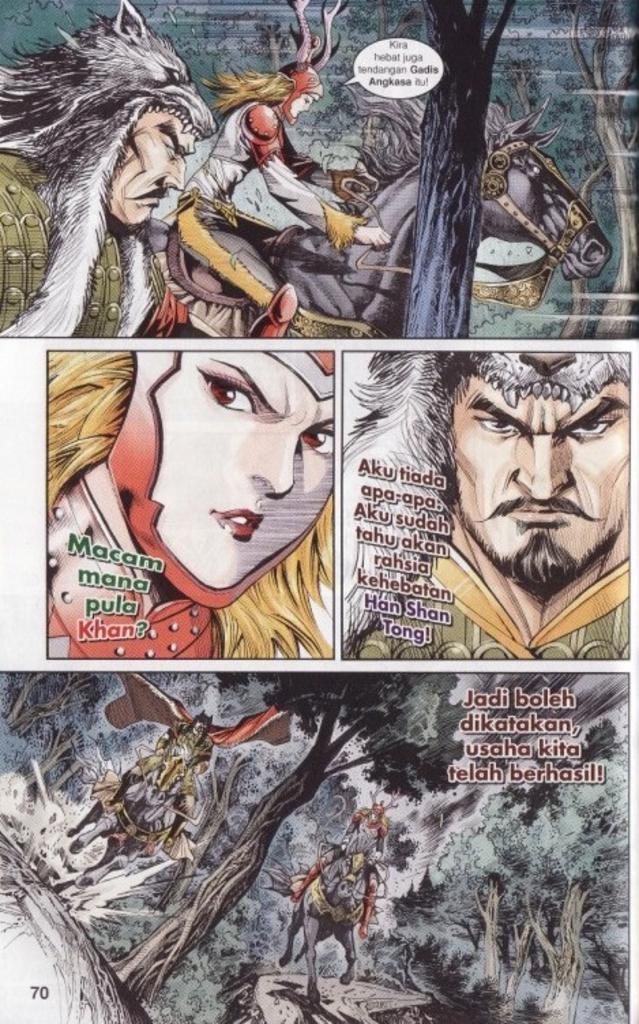 Kira
hebat juga
tendangan Gadis
Angkasa itu!
Macam
mana
pula
Khan?
Aku tiada
apa-apa.
Aku sudah
tahu akan
rahsia
kehebatan
Han Shan
Tong!
Jadi boleh
dikatakan,
usaha kita
telah berhasil!
70